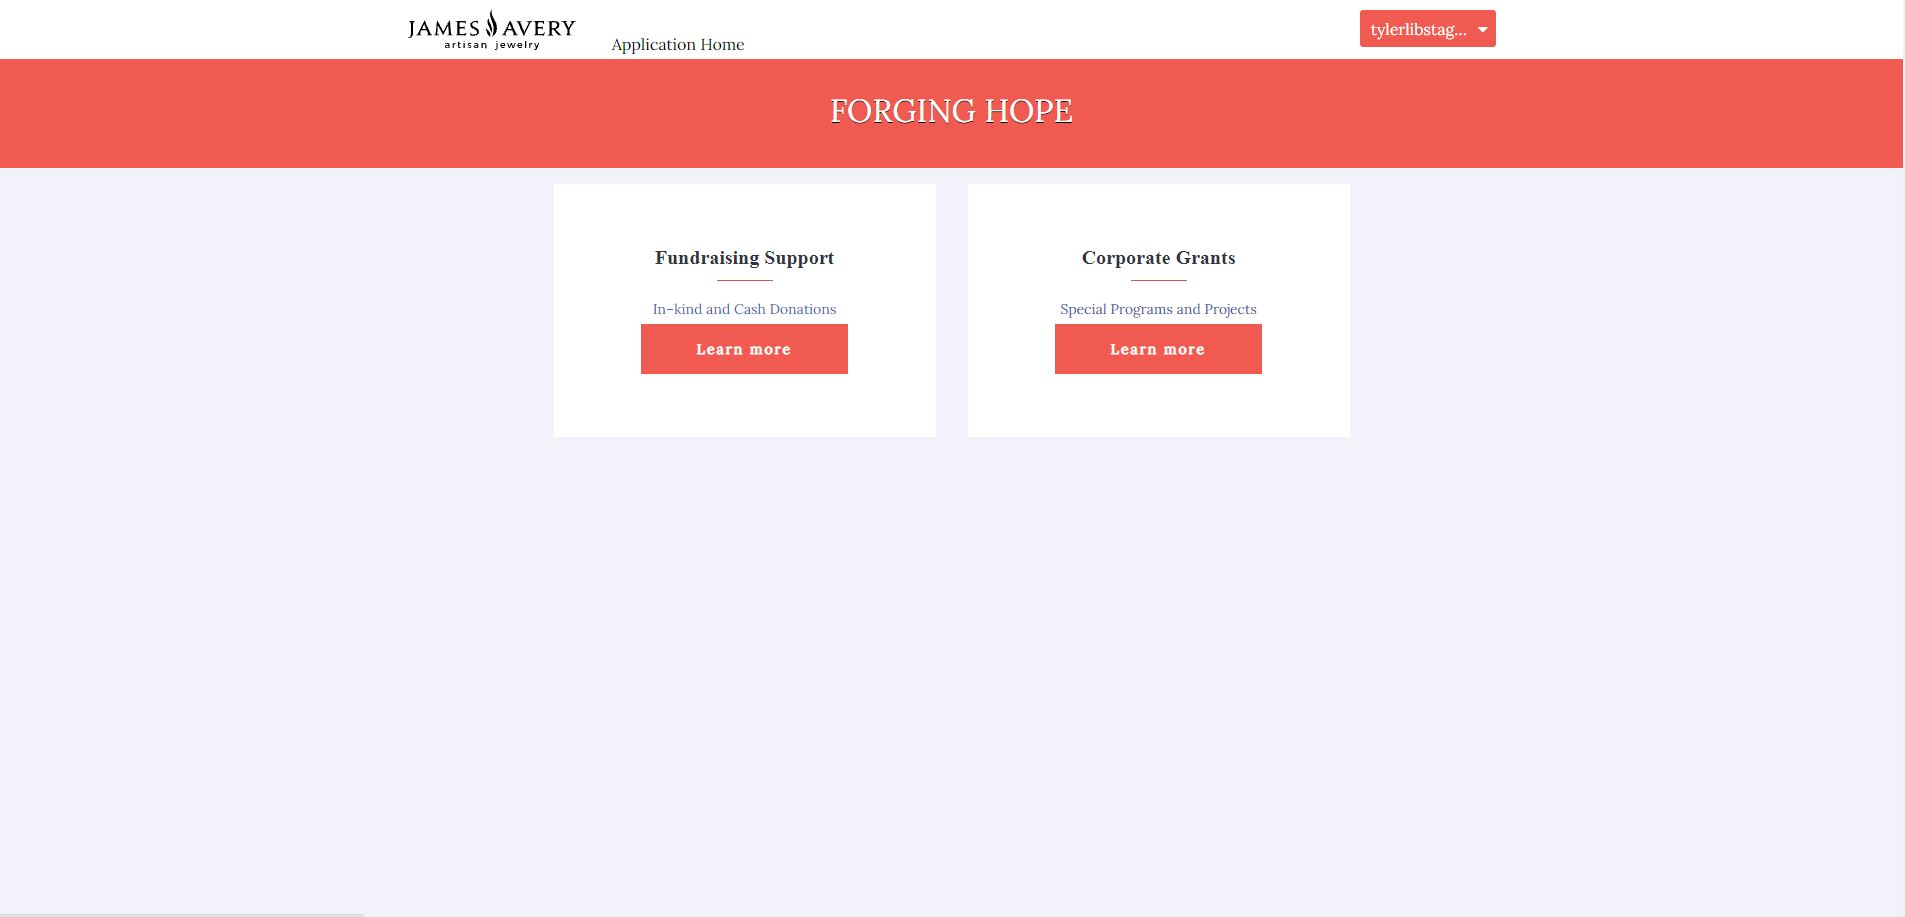 JAMES AVERY
artisan jewelry
Application Home
tylerlibstag...
FORGING HOPE
Fundraising Support
In-kind and Cash Donations
Learn more
Corporate Grants
Special Programs and Projects
Learn more